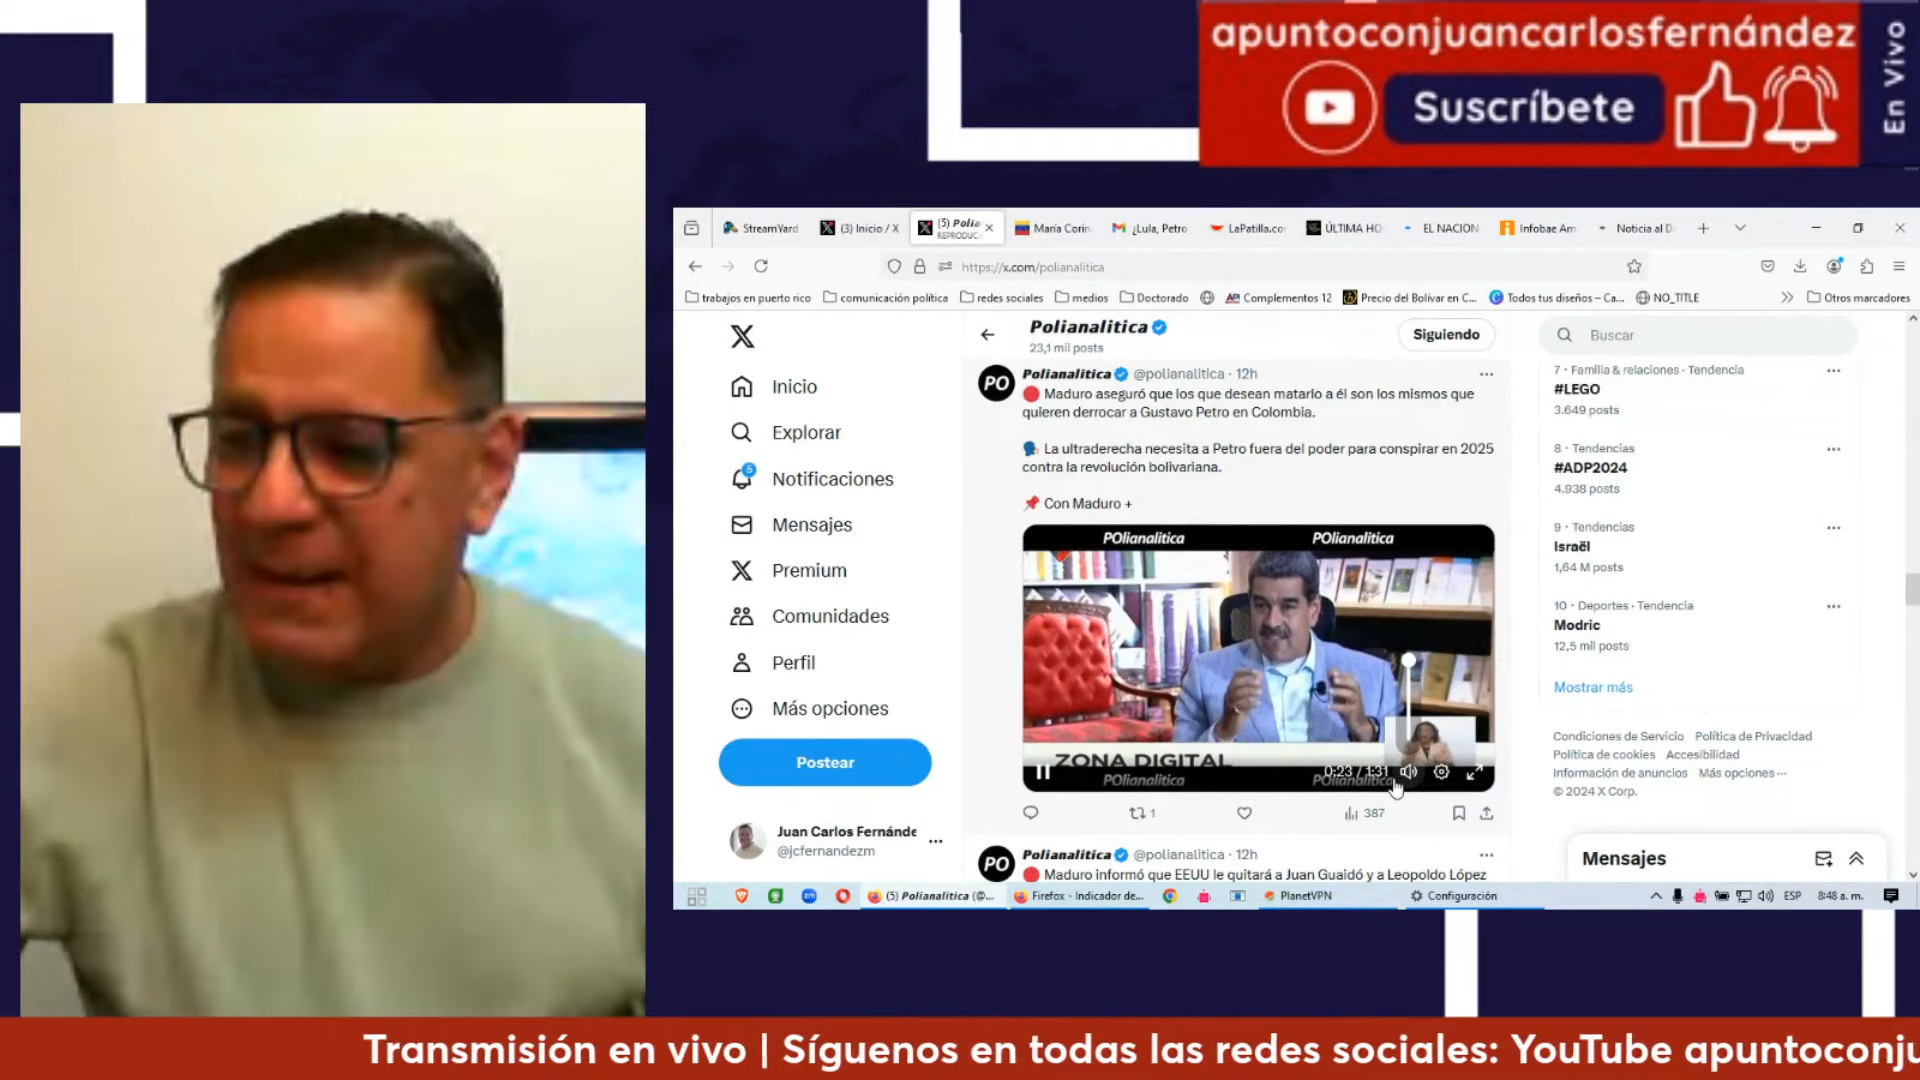 apuntoconjuancarlosfernández
Suscríbete
En Vivo
StreamYard
(3) Inicio / X
(5) Polia
REPRODUC
María Corin
¿Lula, Petro
LaPatilla.co
ÚLTIMA HO
EL NACION
Infobae Am
Noticia al D
https://x.com/polianalitica
trabajos en puerto rico
comunicación política
redes sociales
medios
Doctorado
API Complementos 12
Precio del Bolívar en C...
Todos tus diseños – Ca...
NO_TITLE
Otros marcadores
Inicio
Explorar
5
Notificaciones
Mensajes
Premium
Comunidades
Perfil
Más opciones
Postear
Juan Carlos Fernánde
@jcfernandezm
Polianalitica
23,1 mil posts
Siguiendo
PO
Polianalitica @polianalitica · 12h
Maduro aseguró que los que desean matarlo a él son los mismos que
quieren derrocar a Gustavo Petro en Colombia.
La ultraderecha necesita a Petro fuera del poder para conspirar en 2025
contra la revolución bolivariana.
Con Maduro +
POlianalitica POlianalitica
ZONA DIGITAL
0:23 / 1:31
POlianalitica POlianalitica
1
387
PO
Polianalitica @polianalitica · 12h
Maduro informó que EEUU le quitará a Juan Guaidó y a Leopoldo López
Buscar
7 · Familia & relaciones · Tendencia
#LEGO
3.649 posts
8 · Tendencias
#ADP2024
4.938 posts
9 · Tendencias
Israël
1,64 M posts
10 · Deportes · Tendencia
Modric
12,5 mil posts
Mostrar más
Condiciones de Servicio Política de Privacidad
Política de cookies Accesibilidad
Información de anuncios Más opciones ···
© 2024 X Corp.
Mensajes
(5) Polianalitica (@...
Firefox - Indicador de...
PlanetVPN
Configuración
ESP
8:48 a. m.
Transmisión en vivo | Síguenos en todas las redes sociales: YouTube apuntoconju